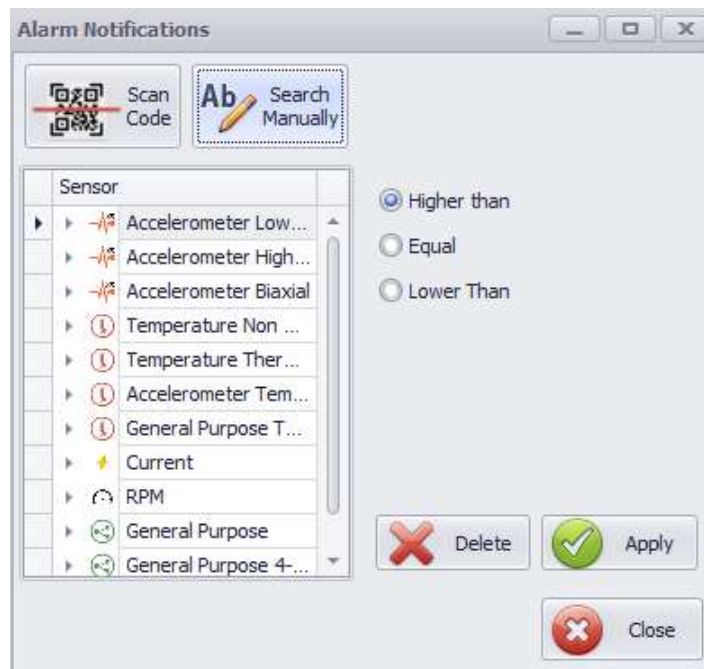 Alarm Notifications
Scan
Code
Ab
Search
Manually
Sensor
Accelerometer Low...
Accelerometer High...
Accelerometer Biaxial
Temperature Non ...
Temperature Ther...
Accelerometer Tem...
General Purpose T...
Current
RPM
General Purpose
General Purpose 4-...
Higher than
Equal
Lower Than
Delete
Apply
Close